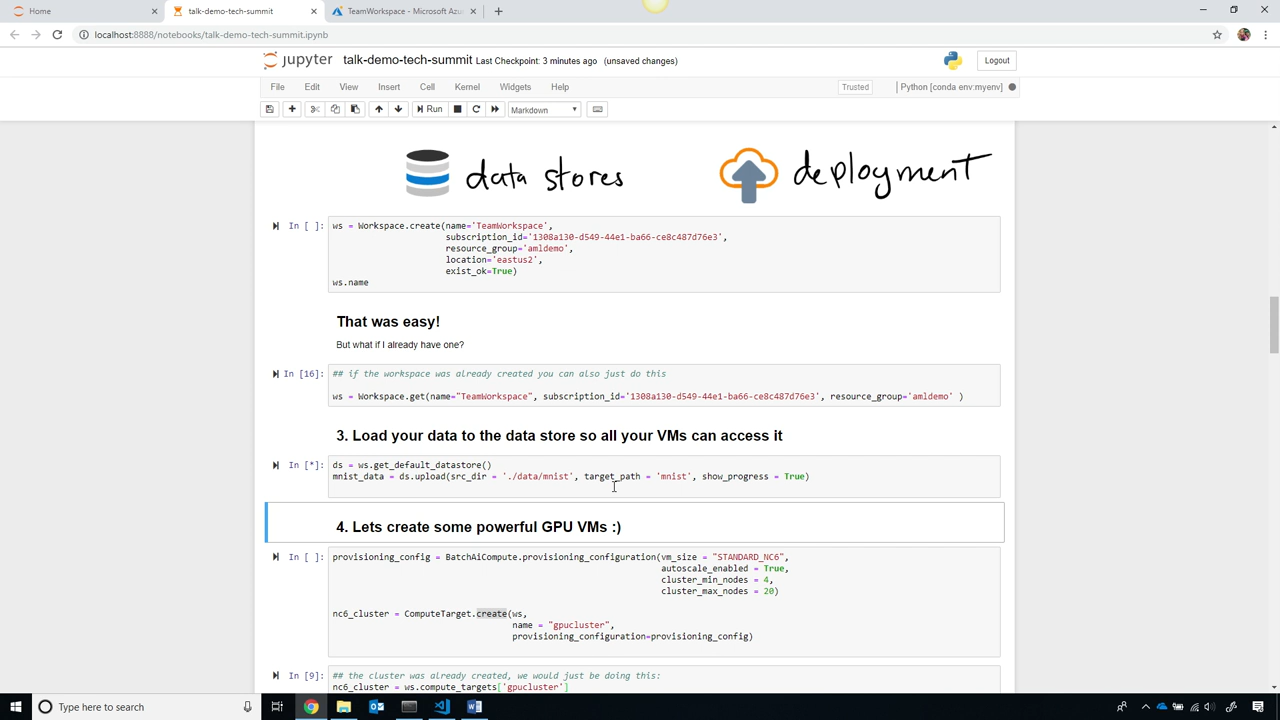 Home
talk-demo-tech-summit
TeamWorkspace - Microsoft Azu
localhost:8888/notebooks/talk-demo-tech-summit.ipynb
jupyter talk-demo-tech-summit Last Checkpoint: 3 minutes ago (unsaved changes)
Logout
File Edit View Insert Cell Kernel Widgets Help
Trusted
Python [conda env:myenv]
Run
Markdown
data stores
deployment
In [ ]: ws = Workspace.create(name='TeamWorkspace',
subscription_id='1308a130-d549-44e1-ba66-ce8c487d76e3',
resource_group='amldemo',
location='eastus2',
exist_ok=True)
ws.name
That was easy!
But what if I already have one?
In [16]: ## if the workspace was already created you can also just do this
ws = Workspace.get(name="TeamWorkspace", subscription_id='1308a130-d549-44e1-ba66-ce8c487d76e3', resource_group='amldemo' )
3. Load your data to the data store so all your VMs can access it
In [*]: ds = ws.get_default_datastore()
mnist_data = ds.upload(src_dir = './data/mnist', target_path = 'mnist', show_progress = True)
4. Lets create some powerful GPU VMs :)
In [ ]: provisioning_config = BatchAiCompute.provisioning_configuration(vm_size = "STANDARD_NC6",
autoscale_enabled = True,
cluster_min_nodes = 4,
cluster_max_nodes = 20)
nc6_cluster = ComputeTarget.create(ws,
name = "gpucluster",
provisioning_configuration=provisioning_config)
In [9]: ## the cluster was already created, we would just be doing this:
nc6_cluster = ws.compute_targets['gpucluster']
Type here to search